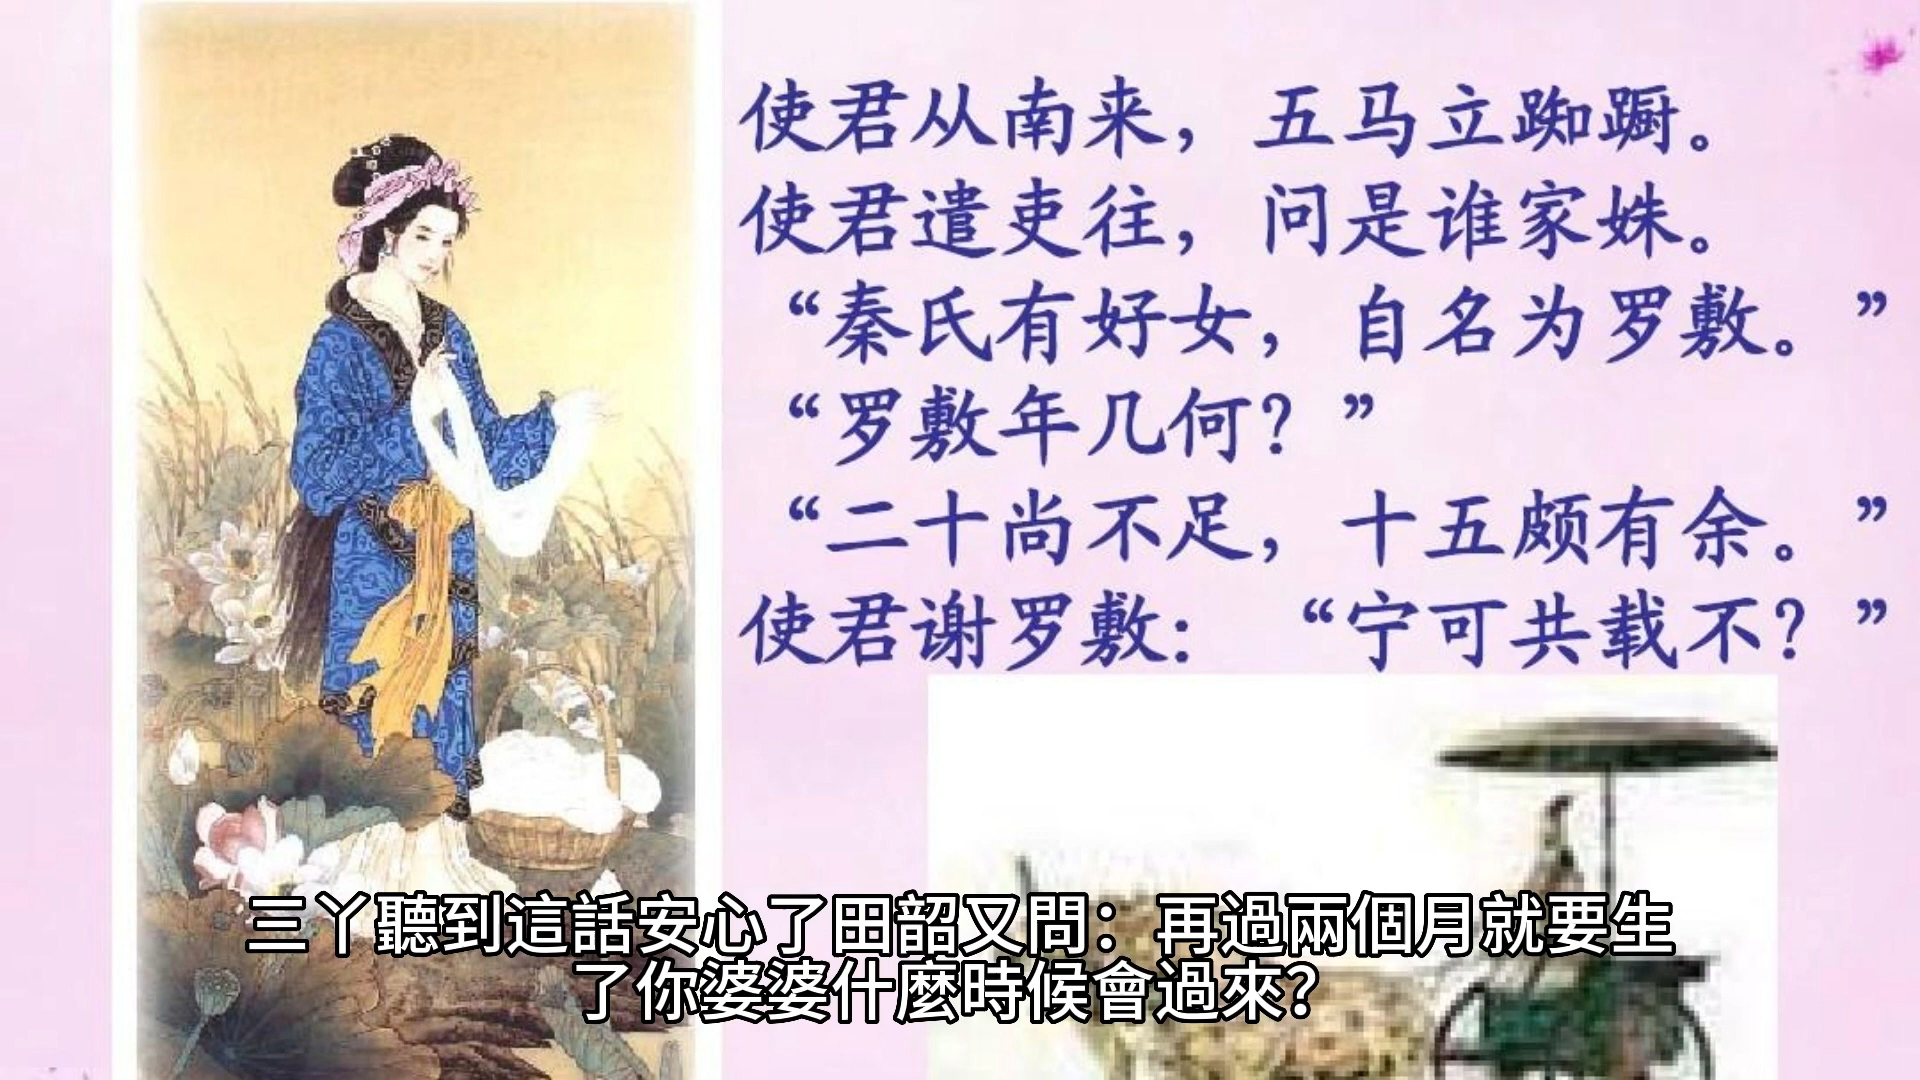 使君从南来，五马立踟蹰。
使君遣吏往，问是谁家姝。
“秦氏有好女，自名为罗敷。”
“罗敷年几何？”
“二十尚不足，十五颇有余。”
使君谢罗敷：“宁可共载不？”
三丫聽到這話安心了田韶又問：再過兩個月就要生
了你婆婆什麼時候會過來？